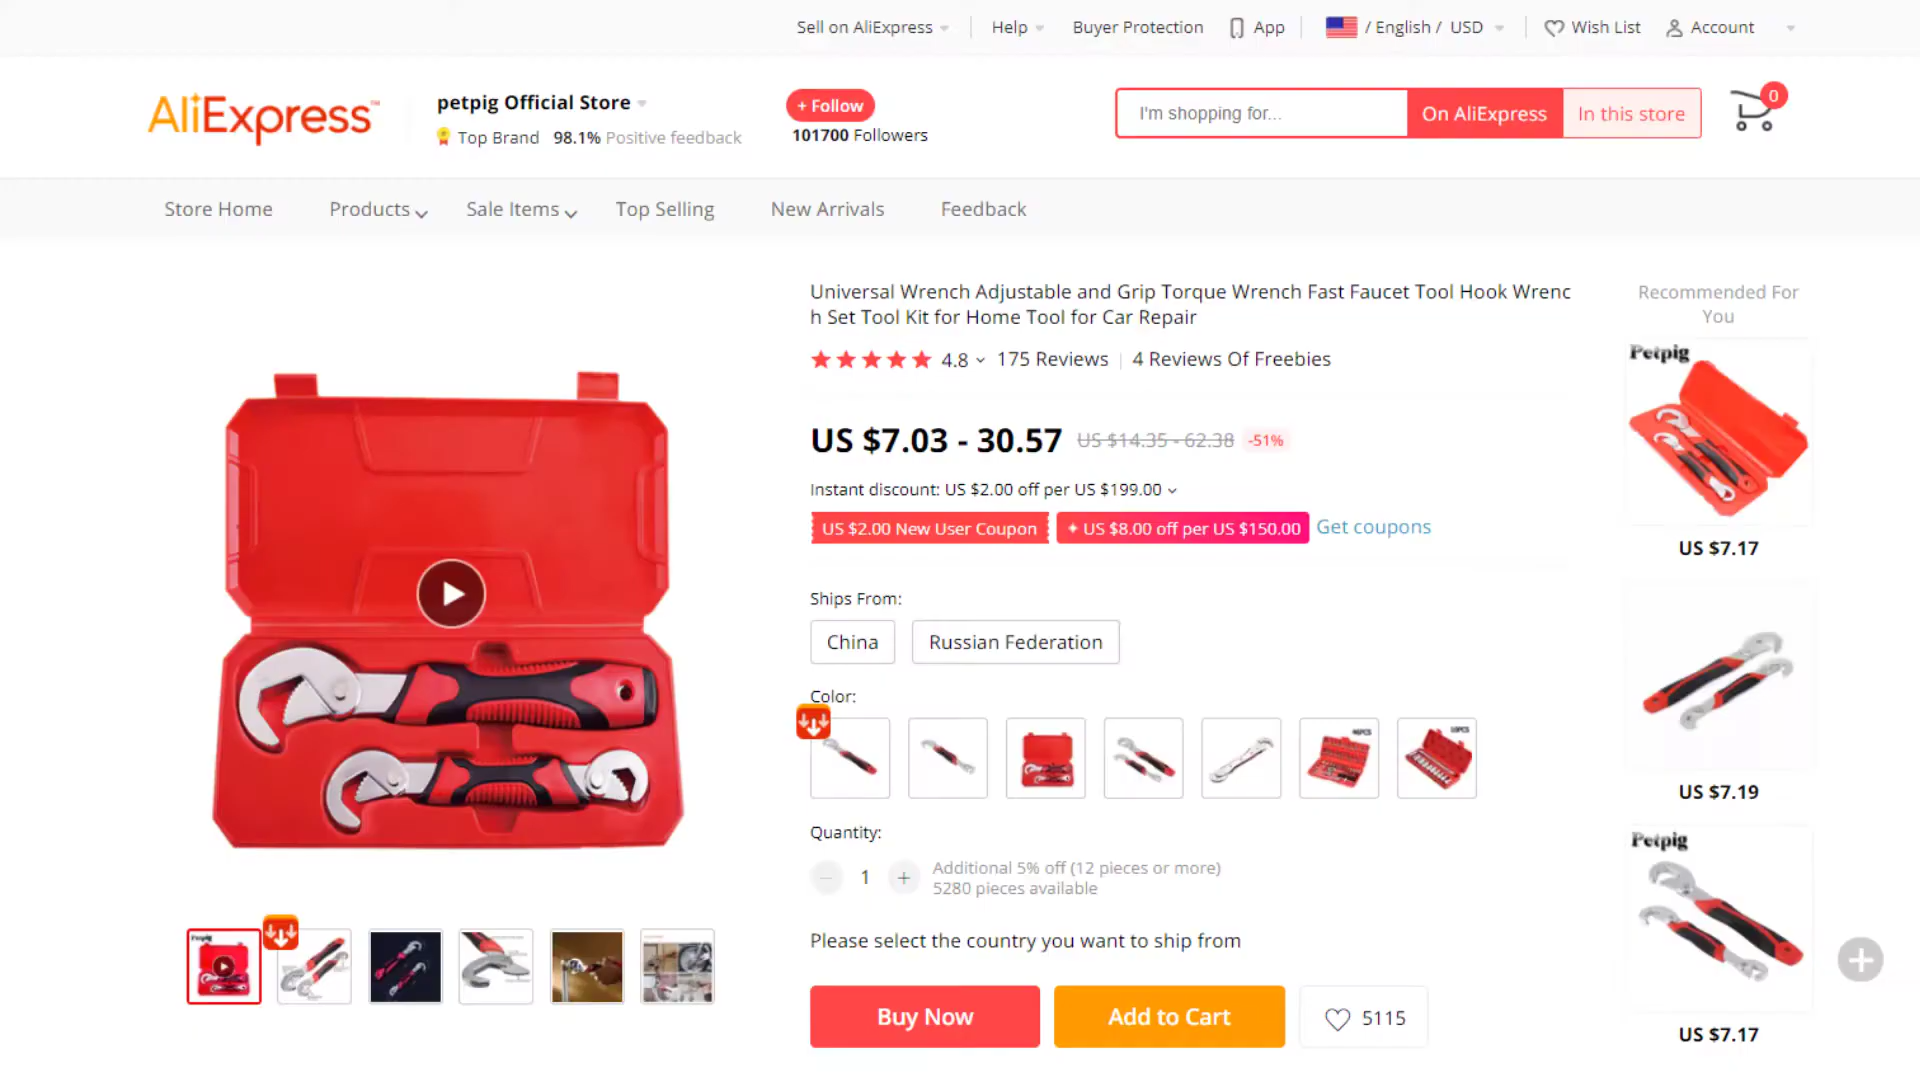 Sell on AliExpress
Help
Buyer Protection
App
/ English / USD
Wish List
Account
AliExpress™
petpig Official Store
Top Brand 98.1% Positive feedback
+ Follow
101700 Followers
I'm shopping for...
On AliExpress
In this store
0
Store Home
Products
Sale Items
Top Selling
New Arrivals
Feedback
Universal Wrench Adjustable and Grip Torque Wrench Fast Faucet Tool Hook Wrenc
h Set Tool Kit for Home Tool for Car Repair
4.8 175 Reviews | 4 Reviews Of Freebies
US $7.03 - 30.57 US $14.35 - 62.38 -51%
Instant discount: US $2.00 off per US $199.00
US $2.00 New User Coupon
US $8.00 off per US $150.00
Get coupons
Ships From:
China
Russian Federation
Color:
46PCS
10PCS
Quantity:
1
Additional 5% off (12 pieces or more)
5280 pieces available
Please select the country you want to ship from
Buy Now
Add to Cart
5115
Petpig
Recommended For
You
Petpig
US $7.17
US $7.19
Petpig
US $7.17